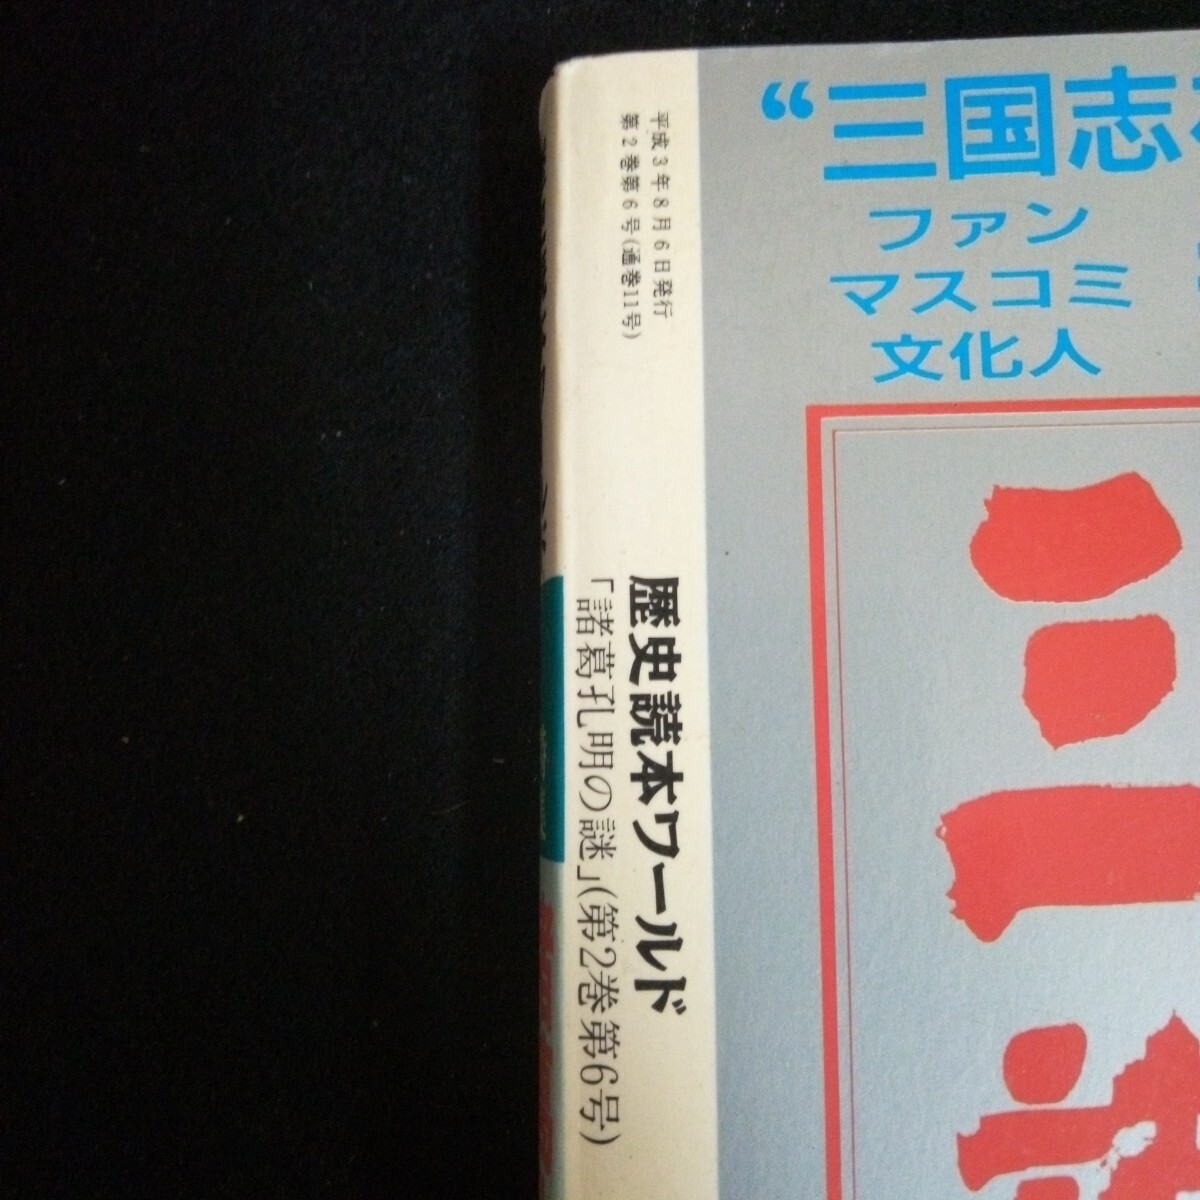 平成3年8月6日発行
第2巻第6号(通巻11号)
歴史読本ワールド
「諸葛孔明の謎」(第2巻第6号)
“三国志
ファン
マスコミ
文化人